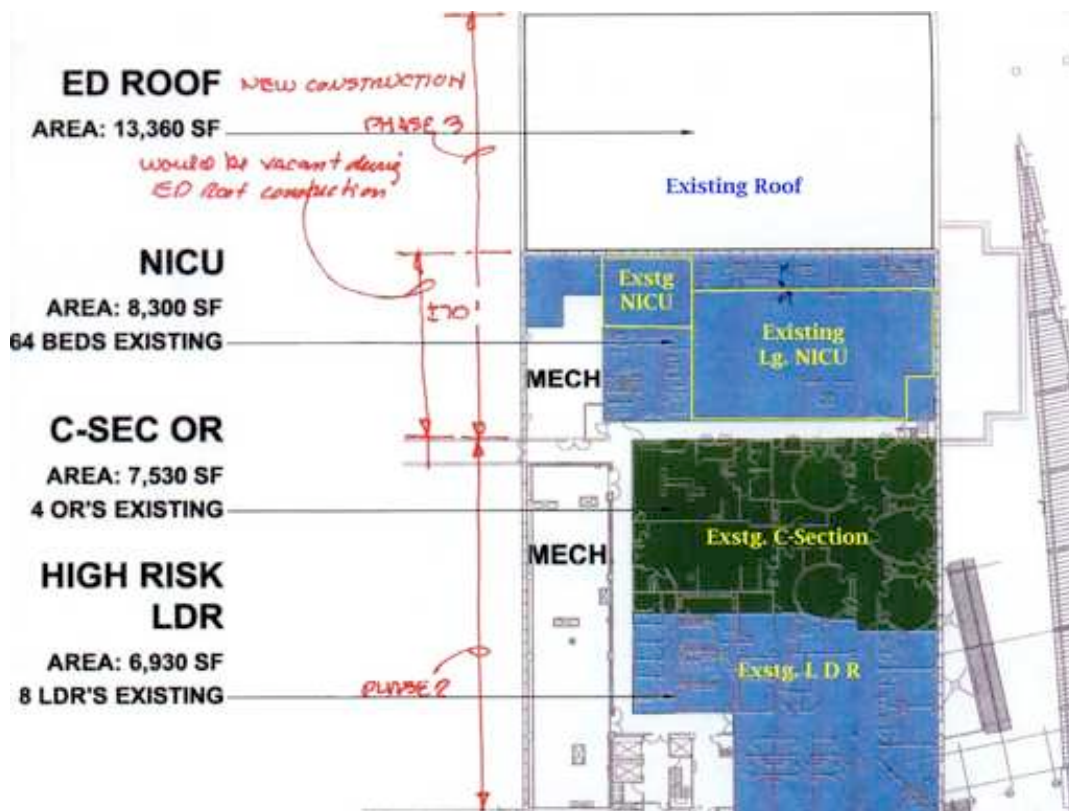 ED ROOF
NEW CONSTRUCTION
AREA: 13,360 SF
PHASE 3
would be vacant during
ED Roof construction
Existing Roof
NICU
AREA: 8,300 SF
64 BEDS EXISTING
±70'
Exstg
NICU
Existing
Lg. NICU
MECH
C-SEC OR
AREA: 7,530 SF
4 OR'S EXISTING
Exstg. C-Section
MECH
HIGH RISK
LDR
AREA: 6,930 SF
8 LDR'S EXISTING
PHASE 2
Exstg. L D R